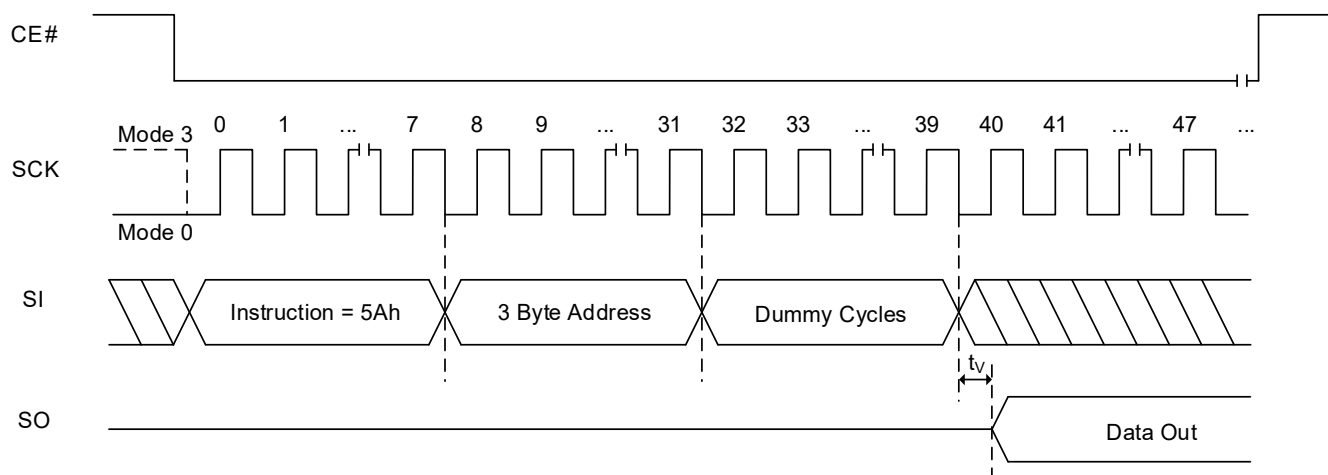 CE#
Mode 3 0 1 ... 7 8 9 ... 31 32 33 ... 39 40 41 ... 47 ...
SCK
Mode 0
SI Instruction = 5Ah 3 Byte Address Dummy Cycles
tV
SO Data Out